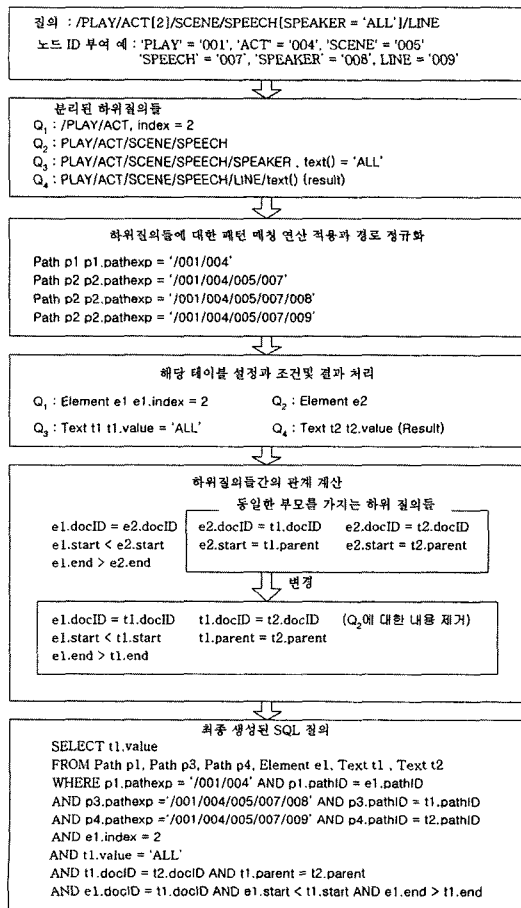 질의 : /PLAY/ACT[2]/SCENE/SPEECH[SPEAKER = 'ALL']/LINE
노드 ID 부여 예 : 'PLAY' = '001', 'ACT' = '004', 'SCENE' = '005'
'SPEECH' = '007', 'SPEAKER' = '008', LINE = '009'
분리된 하위질의들
Q₁ : /PLAY/ACT, index = 2
Q₂ : PLAY/ACT/SCENE/SPEECH
Q₃ : PLAY/ACT/SCENE/SPEECH/SPEAKER , text() = 'ALL'
Q₄ : PLAY/ACT/SCENE/SPEECH/LINE/text() (result)
하위질의들에 대한 패턴 매칭 연산 적용과 경로 정규화
Path p1 p1.pathexp = '/001/004'
Path p2 p2.pathexp = '/001/004/005/007'
Path p2 p2.pathexp = '/001/004/005/007/008'
Path p2 p2.pathexp = '/001/004/005/007/009'
해당 테이블 설정과 조건및 결과 처리
Q₁ : Element e1 e1.index = 2 Q₂ : Element e2
Q₃ : Text t1 t1.value = 'ALL' Q₄ : Text t2 t2.value (Result)
하위질의들간의 관계 계산
동일한 부모를 가지는 하위 질의들
e1.docID = e2.docID e2.docID = t1.docID e2.docID = t2.docID
e1.start < e2.start e2.start = t1.parent e2.start = t2.parent
e1.end > e2.end
변경
e1.docID = t1.docID t1.docID = t2.docID (Q₂에 대한 내용 제거)
e1.start < t1.start t1.parent = t2.parent
e1.end > t1.end
최종 생성된 SQL 질의
SELECT t1.value
FROM Path p1, Path p3, Path p4, Element e1, Text t1 , Text t2
WHERE p1.pathexp = '/001/004' AND p1.pathID = e1.pathID
AND p3.pathexp ='/001/004/005/007/008' AND p3.pathID = t1.pathID
AND p4.pathexp ='/001/004/005/007/009' AND p4.pathID = t2.pathID
AND e1.index = 2
AND t1.value = 'ALL'
AND t1.docID = t2.docID AND t1.parent = t2.parent
AND e1.docID = t1.docID AND e1.start < t1.start AND e1.end > t1.end